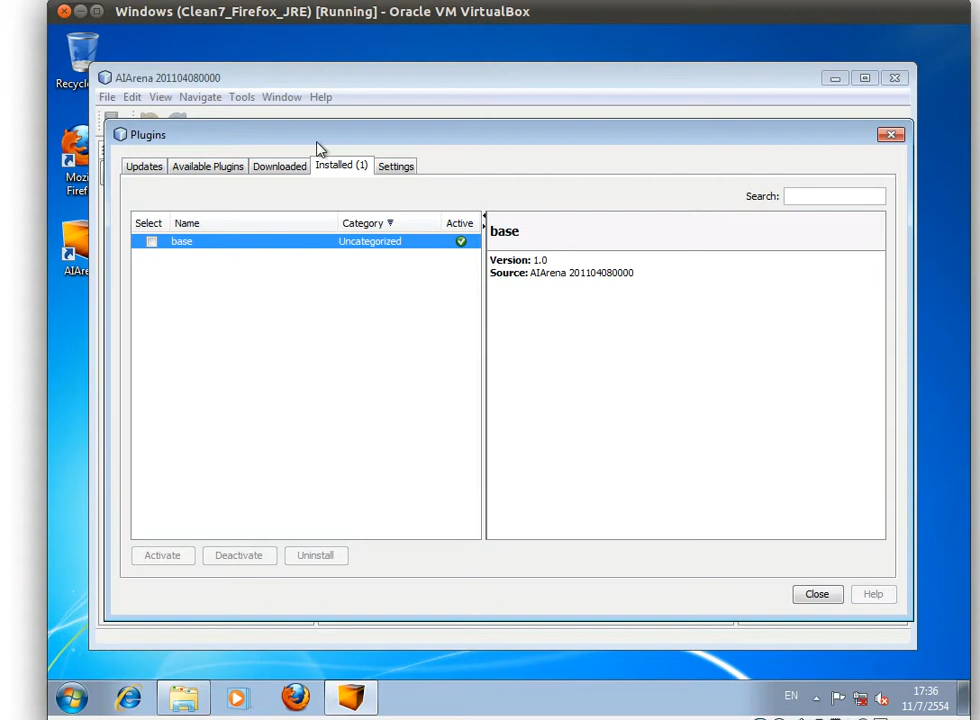 Windows (Clean7_Firefox_JRE) [Running] - Oracle VM VirtualBox
Recycle
AIArena 201104080000
File Edit View Navigate Tools Window Help
Plugins
Updates Available Plugins Downloaded Installed (1) Settings
Search:
Select Name Category Active
base Uncategorized
base
Version: 1.0
Source: AIArena 201104080000
Mozi
Firef
AIAre
Activate Deactivate Uninstall
Close Help
EN
17:36
11/7/2554